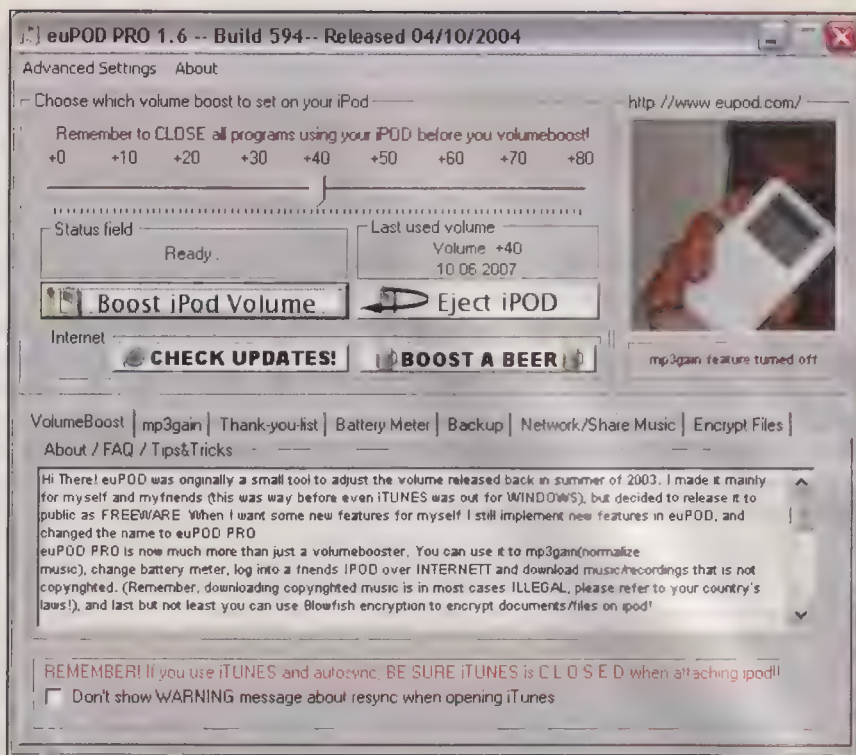 euPOD PRO 1.6 -- Build 594-- Released 04/10/2004
Advanced Settings About
Choose which volume boost to set on your iPod
http //www eupod.com/
Remember to CLOSE all programs using your iPOD before you volumeboost!
+0 +10 +20 +30 +40 +50 +60 +70 +80
Status field
Ready .
Last used volume
Volume +40
10 06 2007
Boost iPod Volume
Eject iPOD
Internet
CHECK UPDATES!
BOOST A BEER
mp3gain feature turned off
VolumeBoost mp3gain Thank-you-list Battery Meter Backup Network/Share Music Encrypt Files
About / FAQ / Tips&Tricks
Hi There! euPOD was originally a small tool to adjust the volume released back in summer of 2003. I made it mainly
for myself and myfriends (this was way before even iTUNES was out for WINDOWS), but decided to release it to
public as FREEWARE When I want some new features for myself I still implement new features in euPOD, and
changed the name to euPOD PRO
euPOD PRO is now much more than just a volumebooster, You can use it to mp3gain(normalize
music), change battery meter, log into a friends IPOD over INTERNETT and download music/recordings that is not
copyrighted. (Remember, downloading copyrighted music is in most cases ILLEGAL, please refer to your country's
laws!), and last but not least you can use Blowfish encryption to encrypt documents/files on ipod!
REMEMBER! If you use iTUNES and autosync, BE SURE iTUNES is C L O S E D when attaching ipod!!
Don't show WARNING message about resync when opening iTunes